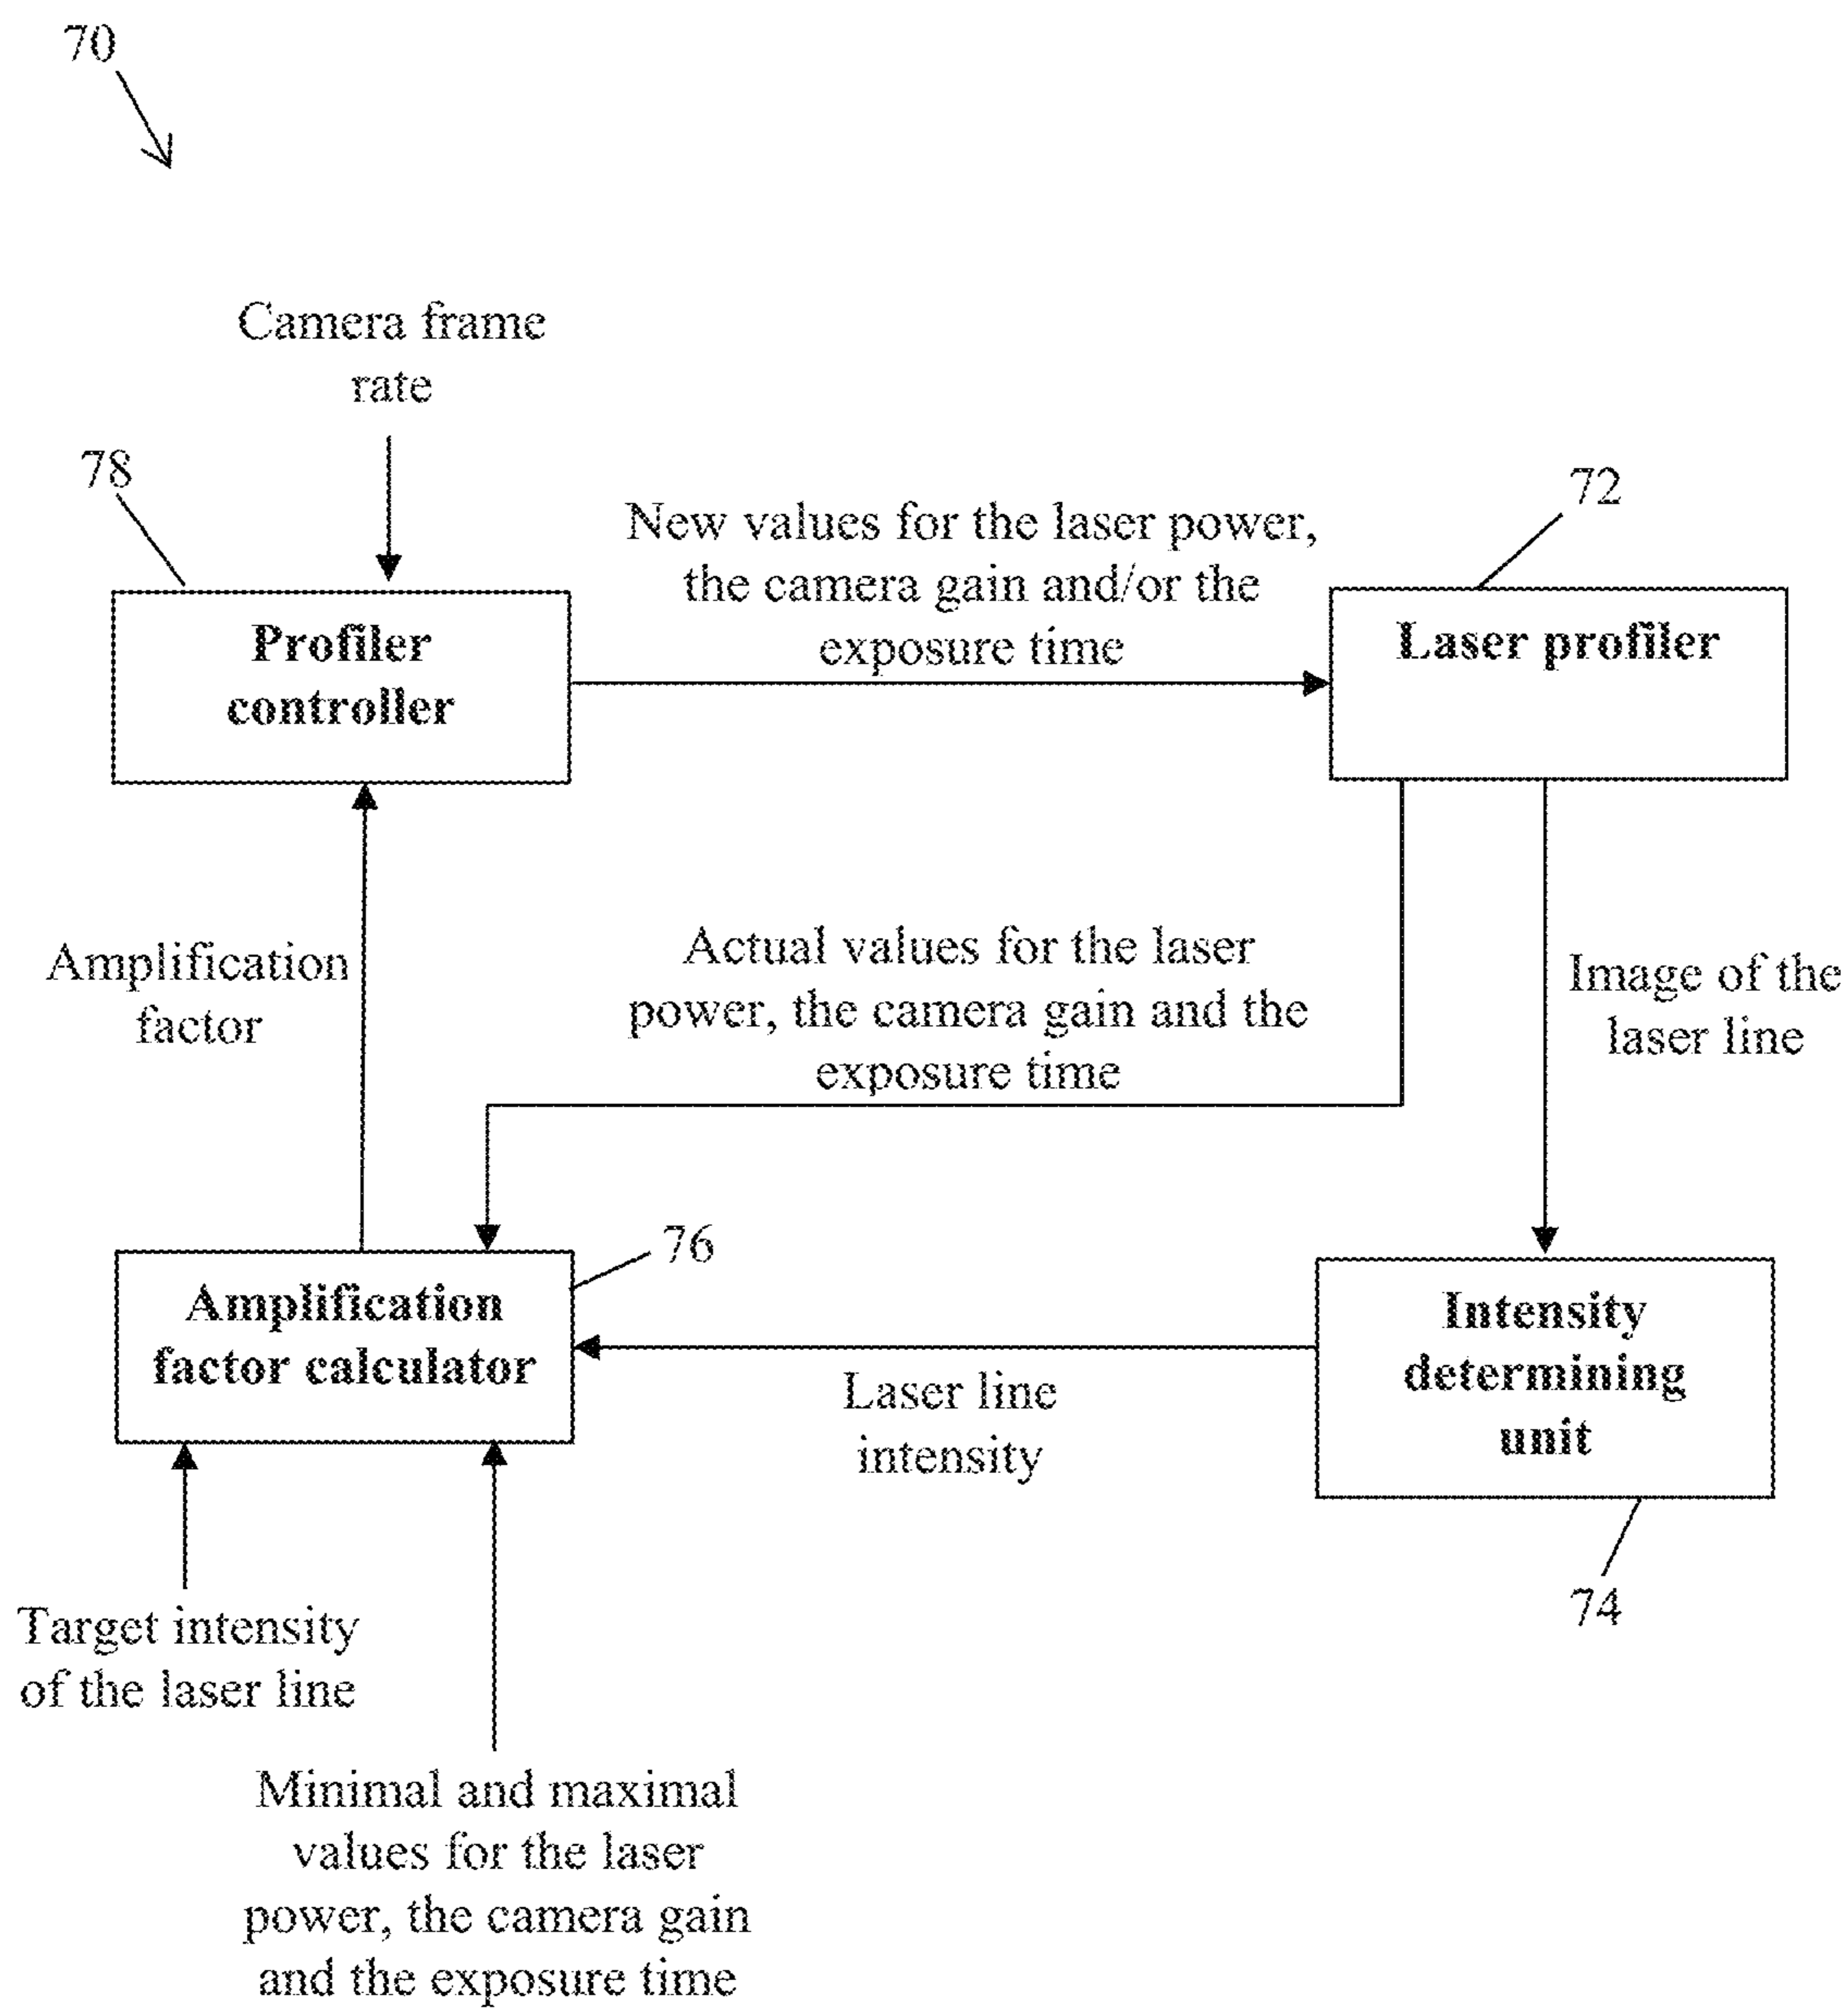 70
Camera frame
rate
78
New values for the laser power,
the camera gain and/or the
exposure time
72
Profiler
controller
Laser profiler
Amplification
factor
Actual values for the laser
power, the camera gain and the
exposure time
Image of the
laser line
76
Amplification
factor calculator
Laser line
intensity
Intensity
determining
unit
74
Target intensity
of the laser line
Minimal and maximal
values for the laser
power, the camera gain
and the exposure time